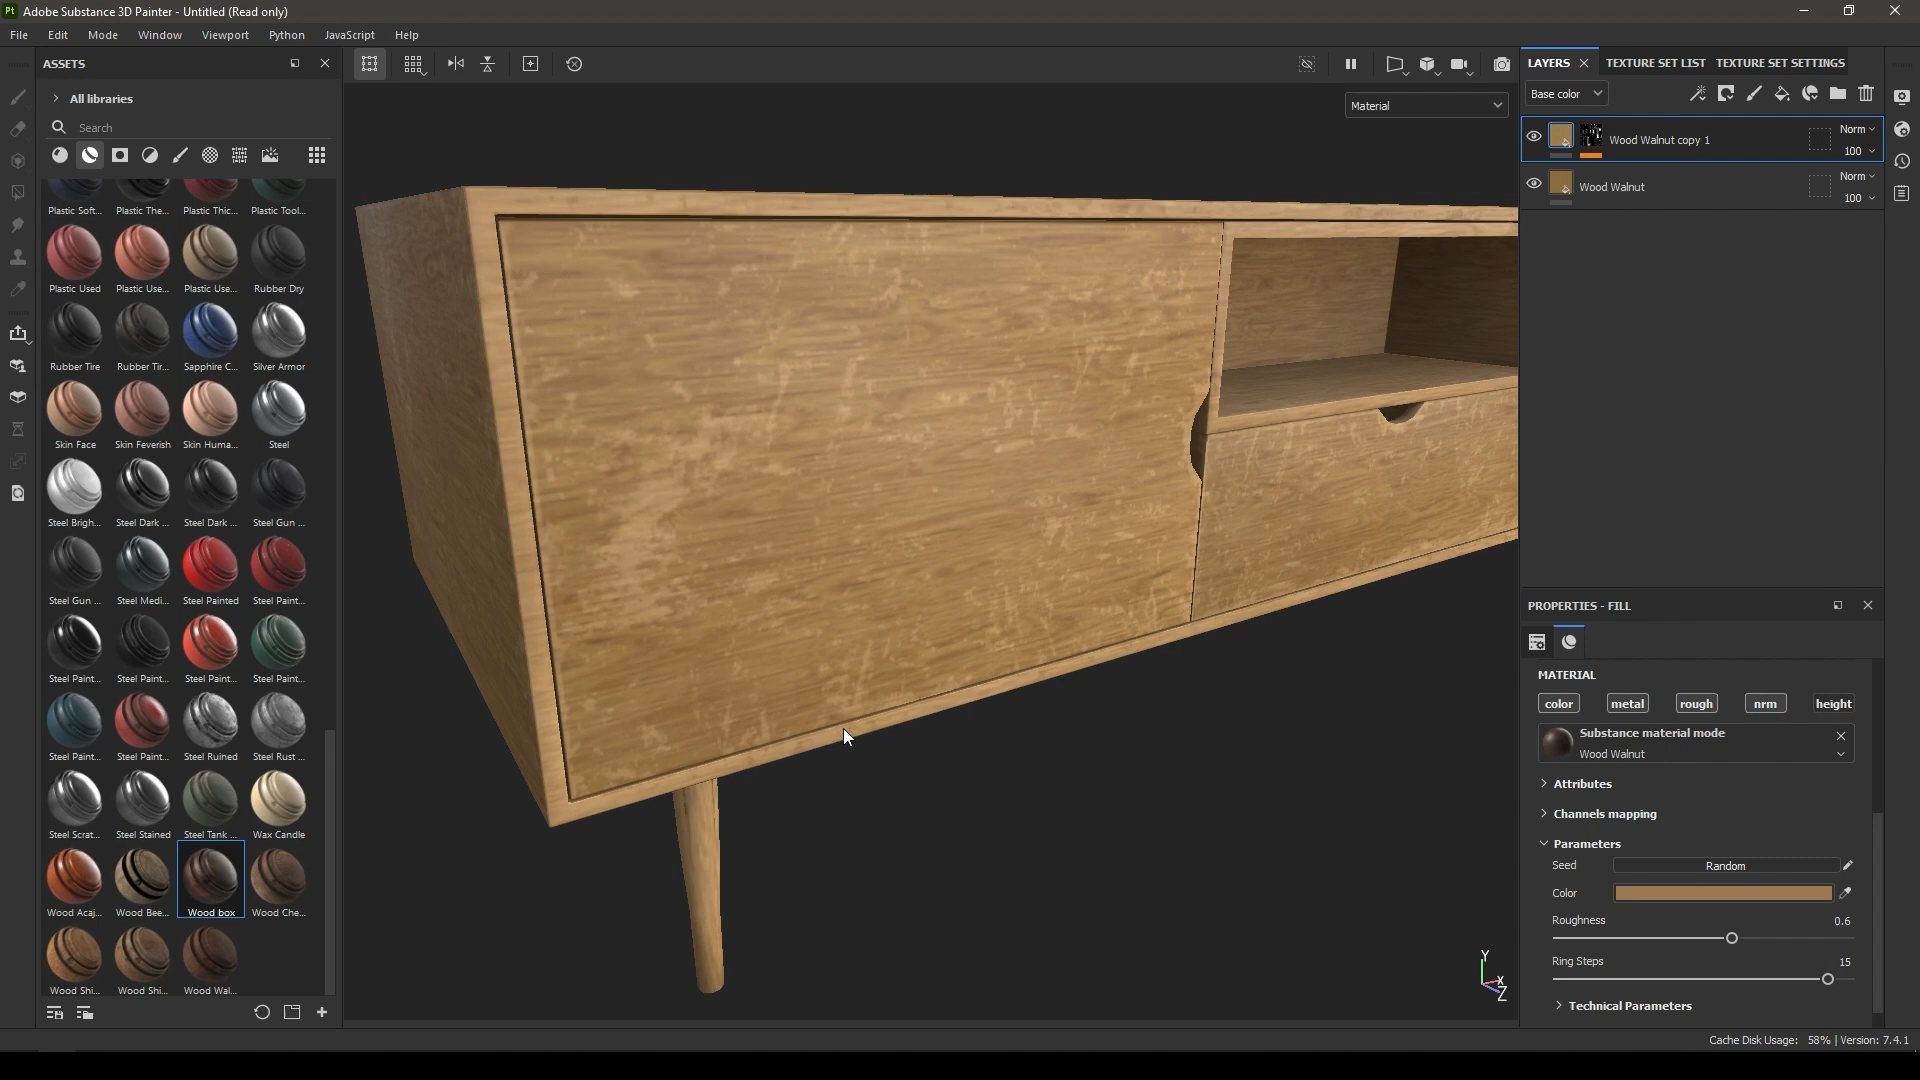 Pt Adobe Substance 3D Painter - Untitled (Read only)
File Edit Mode Window Viewport Python JavaScript Help
ASSETS
All libraries
Search
Plastic Soft... Plastic The... Plastic Thic... Plastic Tool...
Plastic Used Plastic Use... Plastic Use... Rubber Dry
Rubber Tire Rubber Tir... Sapphire C... Silver Armor
Skin Face Skin Feverish Skin Huma... Steel
Steel Brigh... Steel Dark ... Steel Dark ... Steel Gun ...
Steel Gun ... Steel Medi... Steel Painted Steel Paint...
Steel Paint... Steel Paint... Steel Paint... Steel Paint...
Steel Paint... Steel Paint... Steel Ruined Steel Rust ...
Steel Scrat... Steel Stained Steel Tank ... Wax Candle
Wood Acaj... Wood Bee... Wood box Wood Che...
Wood Shi... Wood Shi... Wood Wal...
Material
Y
X
Z
LAYERS TEXTURE SET LIST TEXTURE SET SETTINGS
Base color
Wood Walnut copy 1 Norm
100
Wood Walnut Norm
100
PROPERTIES - FILL
MATERIAL
color metal rough nrm height
Substance material mode
Wood Walnut
Attributes
Channels mapping
Parameters
Seed Random
Color
Roughness 0.6
Ring Steps 15
Technical Parameters
Cache Disk Usage: 58% | Version: 7.4.1